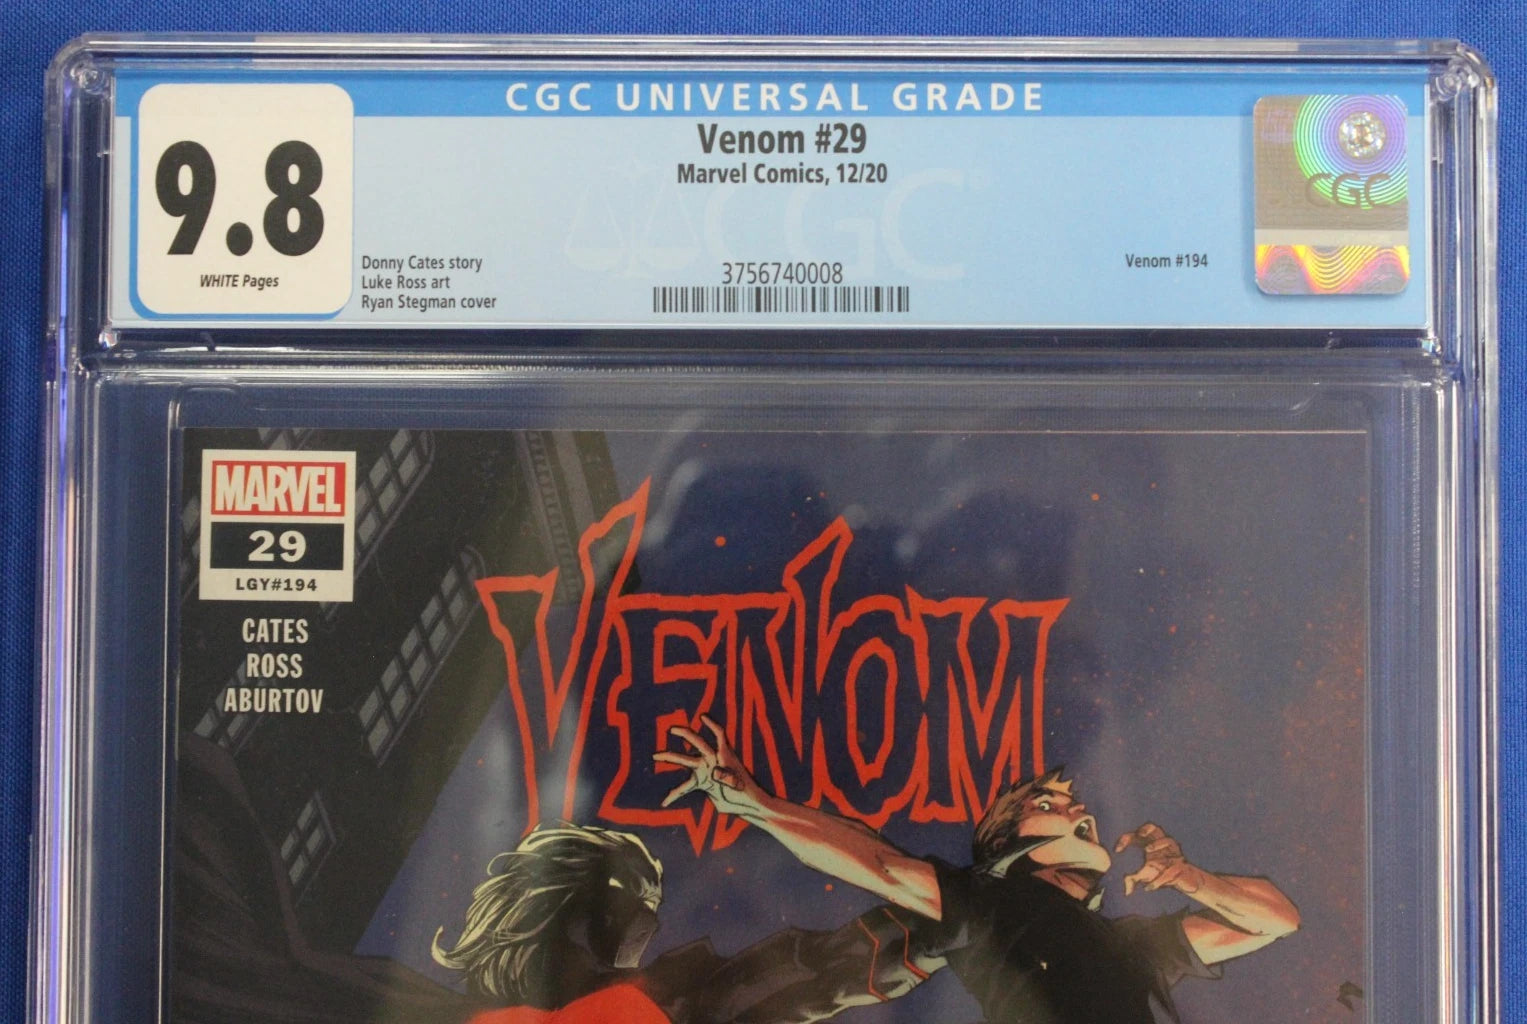 CGC UNIVERSAL GRADE
9.8
WHITE Pages
Venom #29
Marvel Comics, 12/20
CGC
Donny Cates story
Luke Ross art
Ryan Stegman cover
3756740008
Venom #194
CGC
MARVEL
29
LGY#194
CATES
ROSS
ABURTOV
VENOM